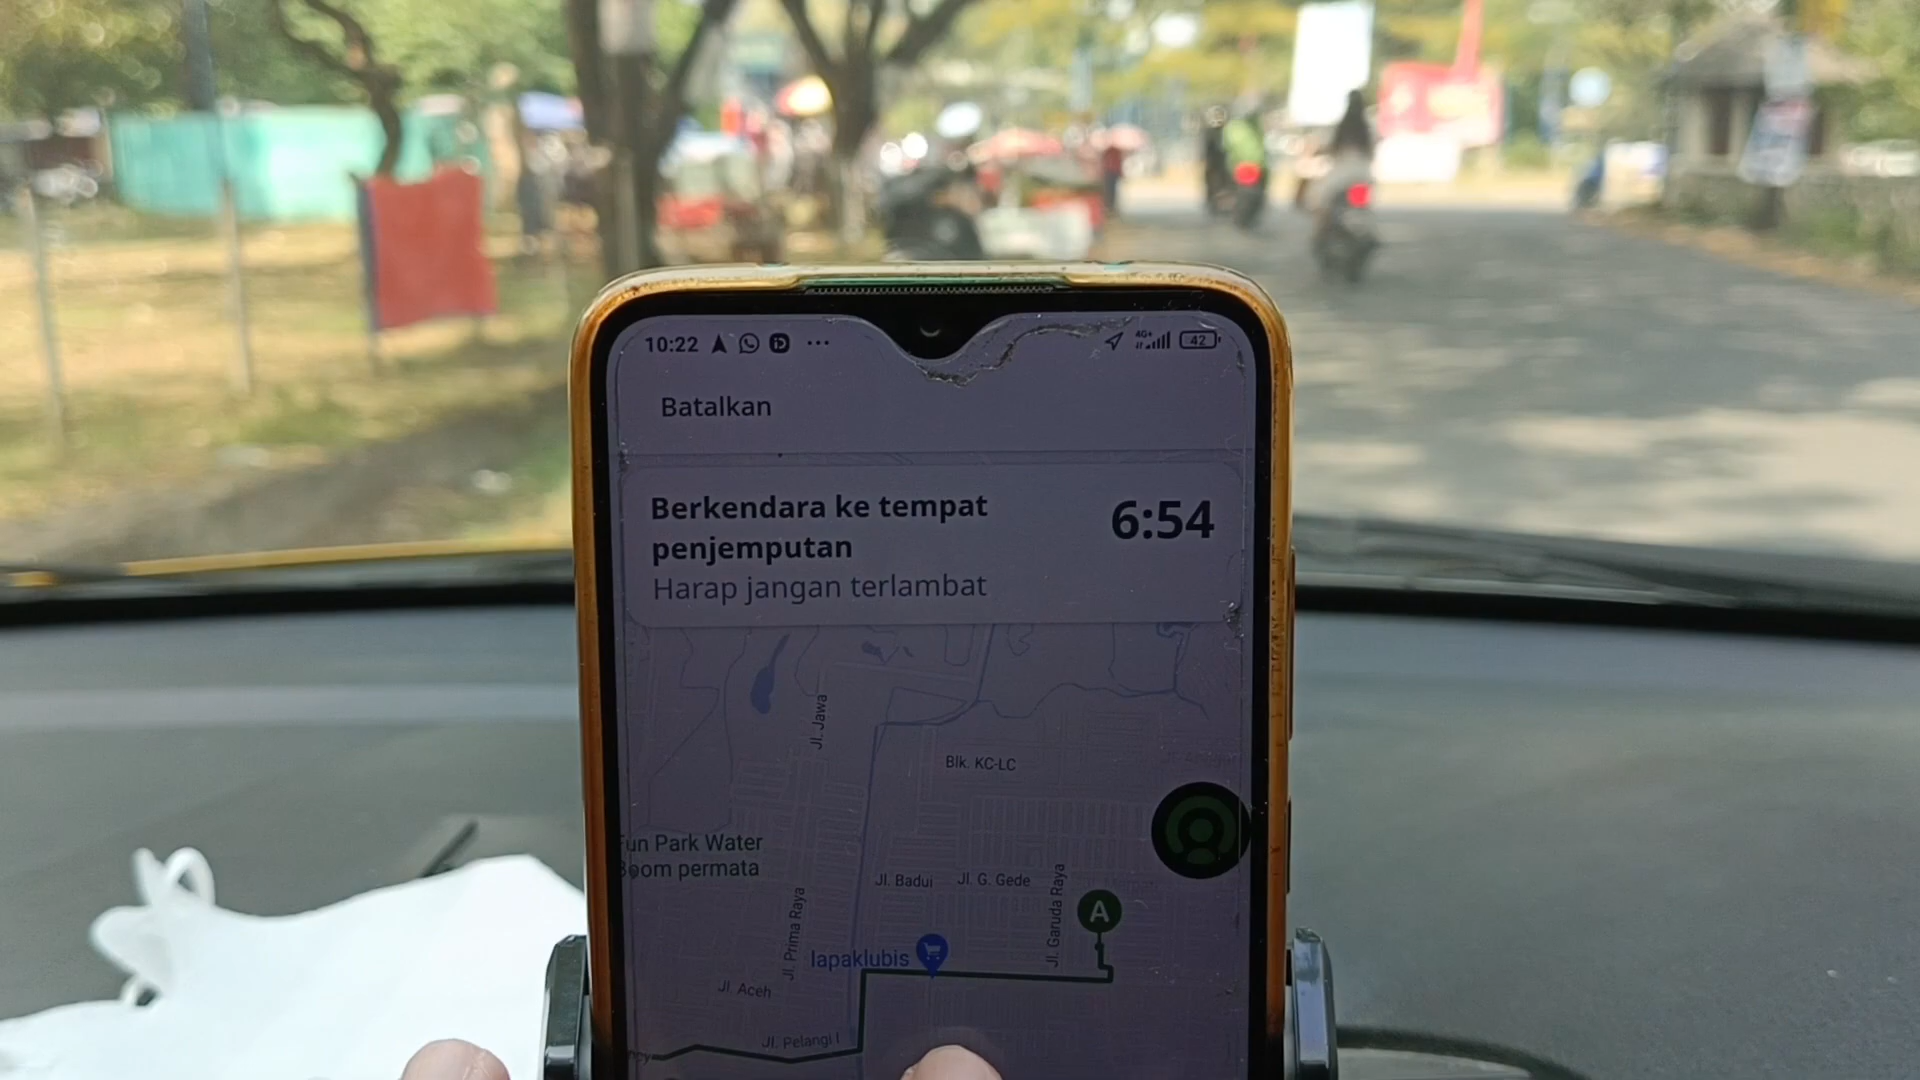 10:22
4G+
42
Batalkan
Berkendara ke tempat
penjemputan
6:54
Harap jangan terlambat
Jl. Jawa
Blk. KC-LC
Fun Park Water
Boom permata
Jl. Badui
Jl. G. Gede
Jl. Garuda Raya
A
Jl. Prima Raya
lapaklubis
Jl. Aceh
Jl. Pelangi I